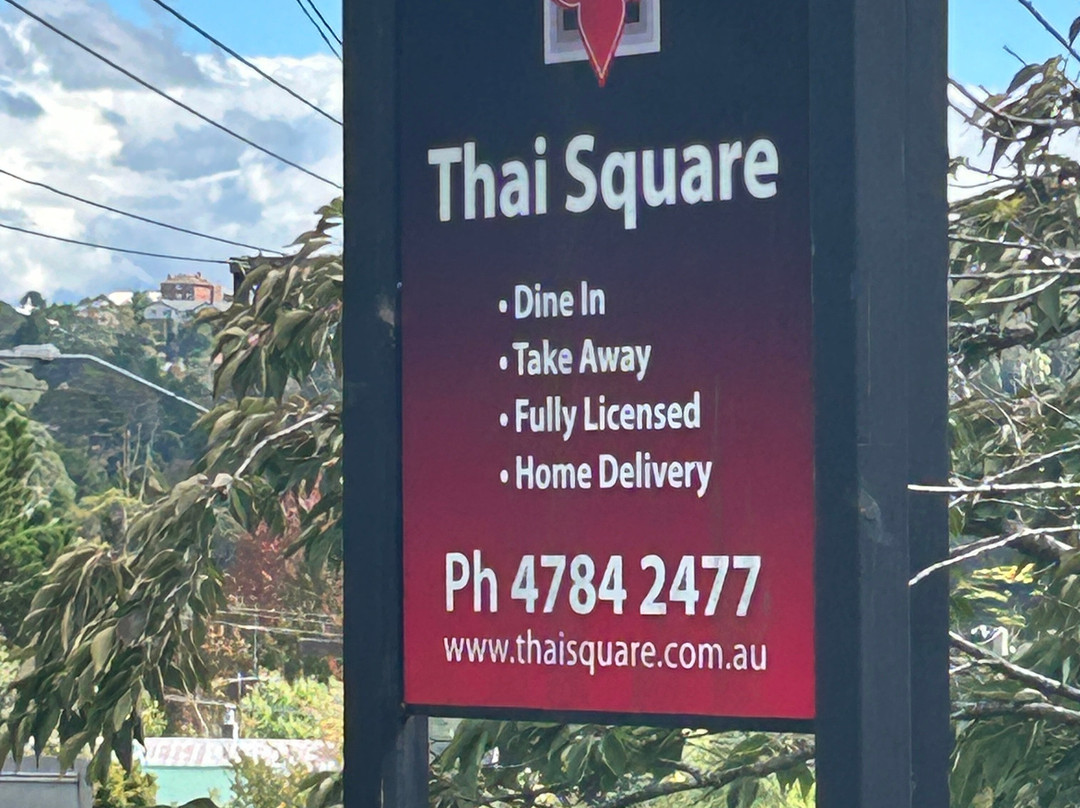 Thai Square
• Dine In
• Take Away
• Fully Licensed
• Home Delivery
Ph 4784 2477
www.thaisquare.com.au